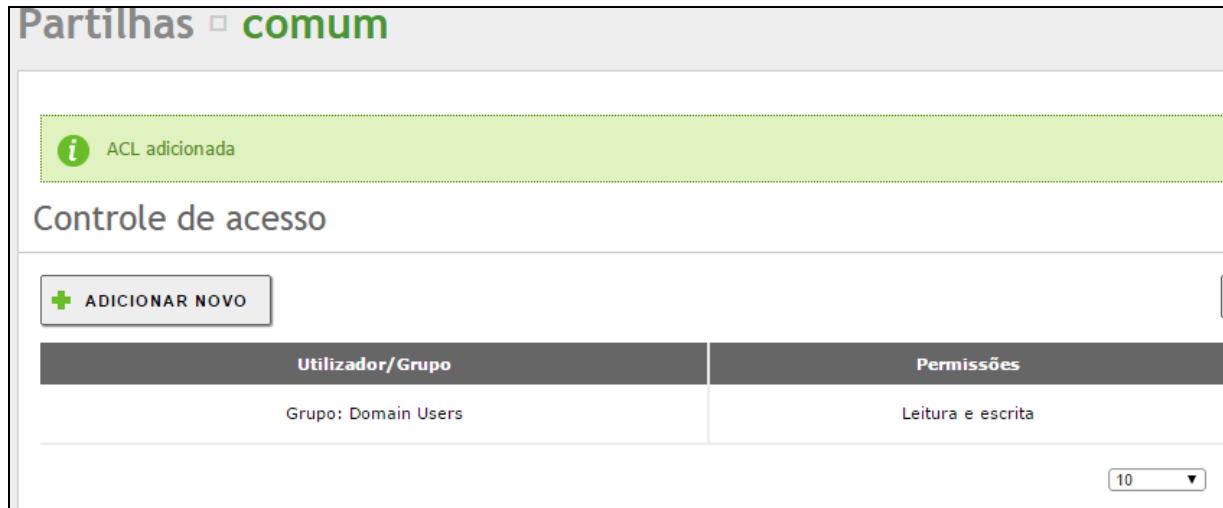 Partilhas comum
ACL adicionada
Controle de acesso
ADICIONAR NOVO
Utilizador/Grupo Permissões
Grupo: Domain Users Leitura e escrita
10